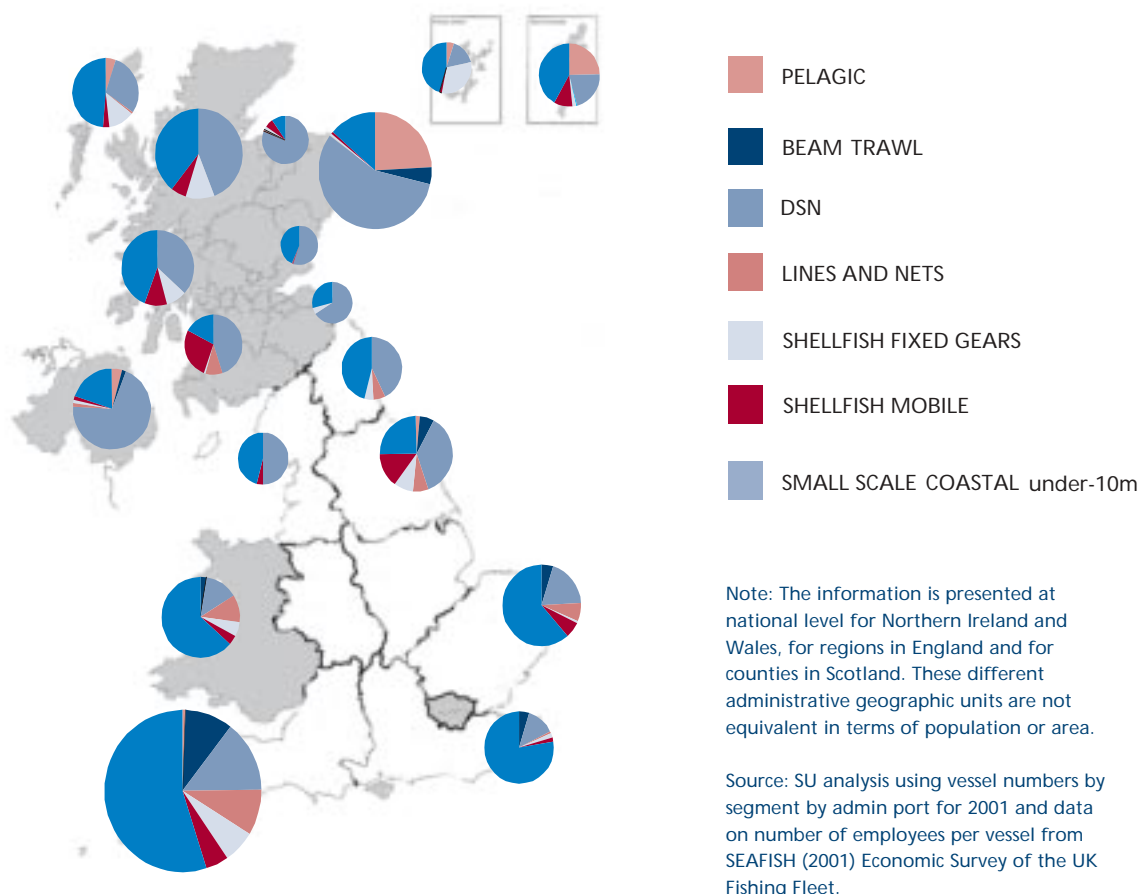 PELAGIC
BEAM TRAWL
DSN
LINES AND NETS
SHELLFISH FIXED GEARS
SHELLFISH MOBILE
SMALL SCALE COASTAL under-10m
Note: The information is presented at
national level for Northern Ireland and
Wales, for regions in England and for
counties in Scotland. These different
administrative geographic units are not
equivalent in terms of population or area.
Source: SU analysis using vessel numbers by
segment by admin port for 2001 and data
on number of employees per vessel from
SEAFISH (2001) Economic Survey of the UK
Fishing Fleet.